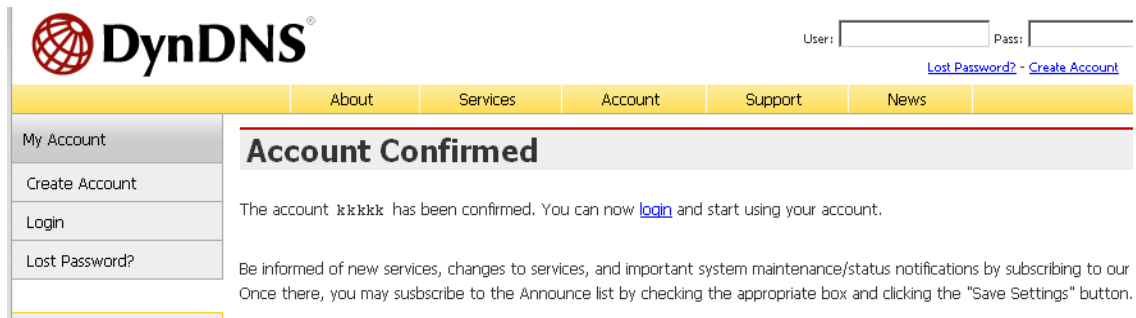 DynDNS®
User: Pass:
Lost Password? - Create Account
About Services Account Support News
My Account
Create Account
Login
Lost Password?
Account Confirmed
The account kkkkk has been confirmed. You can now login and start using your account.
Be informed of new services, changes to services, and important system maintenance/status notifications by subscribing to our
Once there, you may susbscribe to the Announce list by checking the appropriate box and clicking the "Save Settings" button.